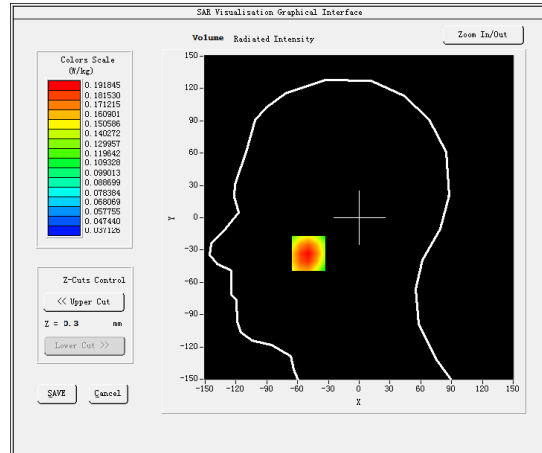 SAR Visualisation Graphical Interface
Volume Radiated Intensity
Zoom In/Out
Colors Scale
(W/kg)
0.191845
0.181530
0.171215
0.160901
0.150586
0.140272
0.129957
0.119642
0.109328
0.099013
0.088699
0.078384
0.068069
0.057755
0.047440
0.037126
Z-Cuts Control
<< Upper Cut
Z = 0.3 mm
Lower Cut >>
SAVE Cancel
150
120
90
60
30
0
-30
-60
-90
-120
-150
Y
-150 -120 -90 -60 -30 0 30 60 90 120 150
X